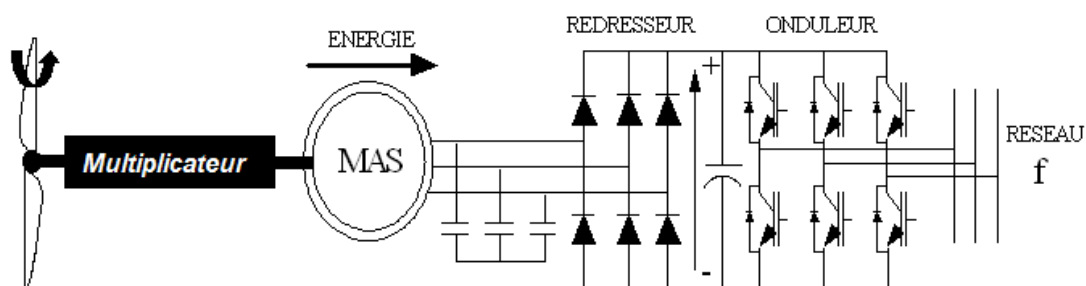 REDRESSEUR
ONDULEUR
ENERGIE
+
Multiplicateur
MAS
RESEAU
f
-